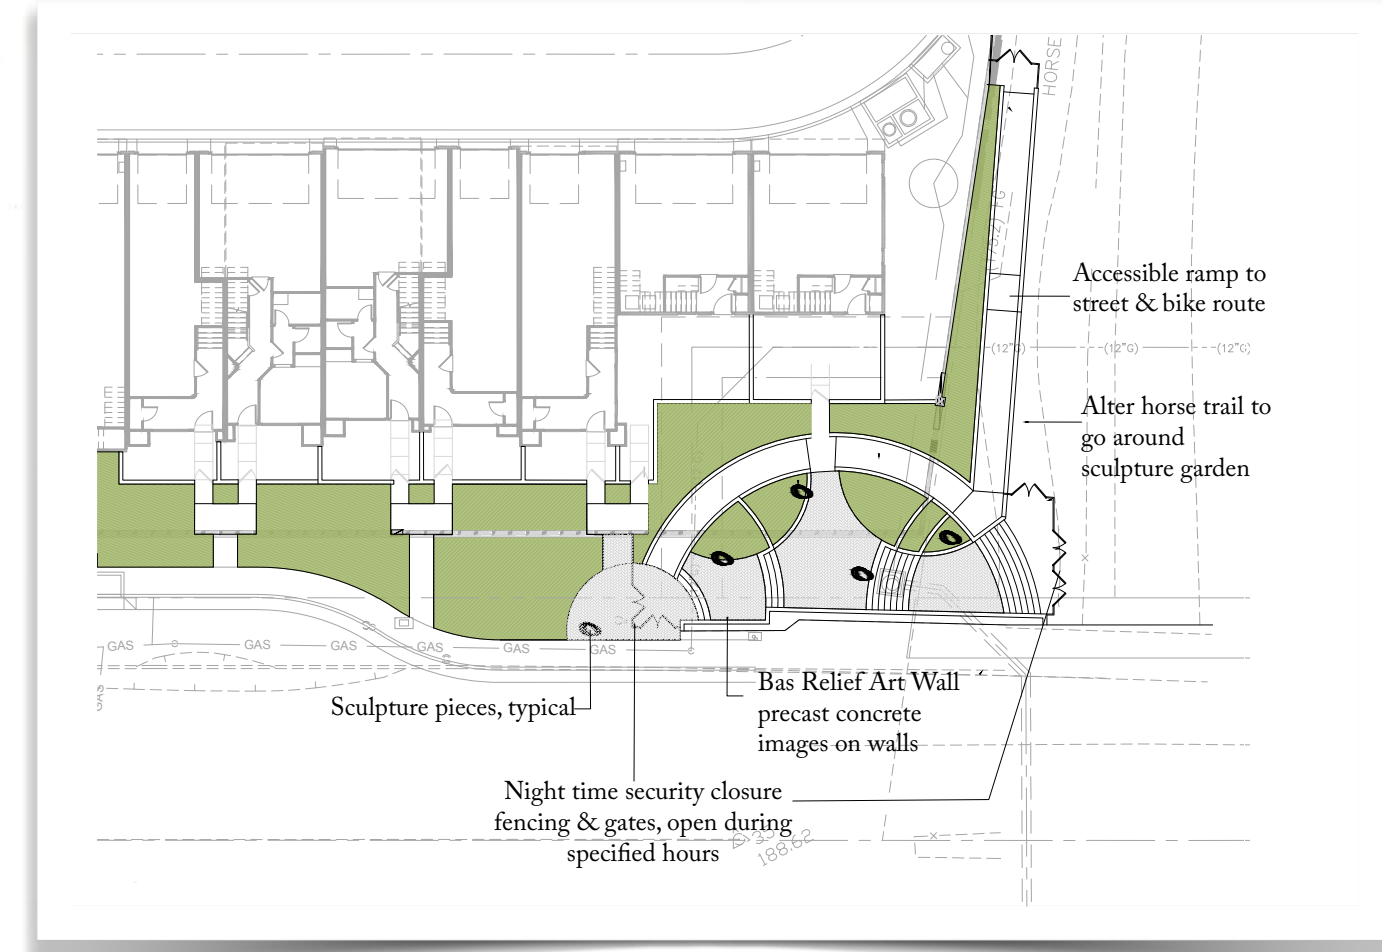 HORSE
Accessible ramp to
street & bike route
(12"G) (12"G) (12"G)
Alter horse trail to
go around
sculpture garden
GAS GAS GAS GAS GAS GAS
GAS
Sculpture pieces, typical
Bas Relief Art Wall
precast concrete
images on walls
Night time security closure
fencing & gates, open during
specified hours
188.62